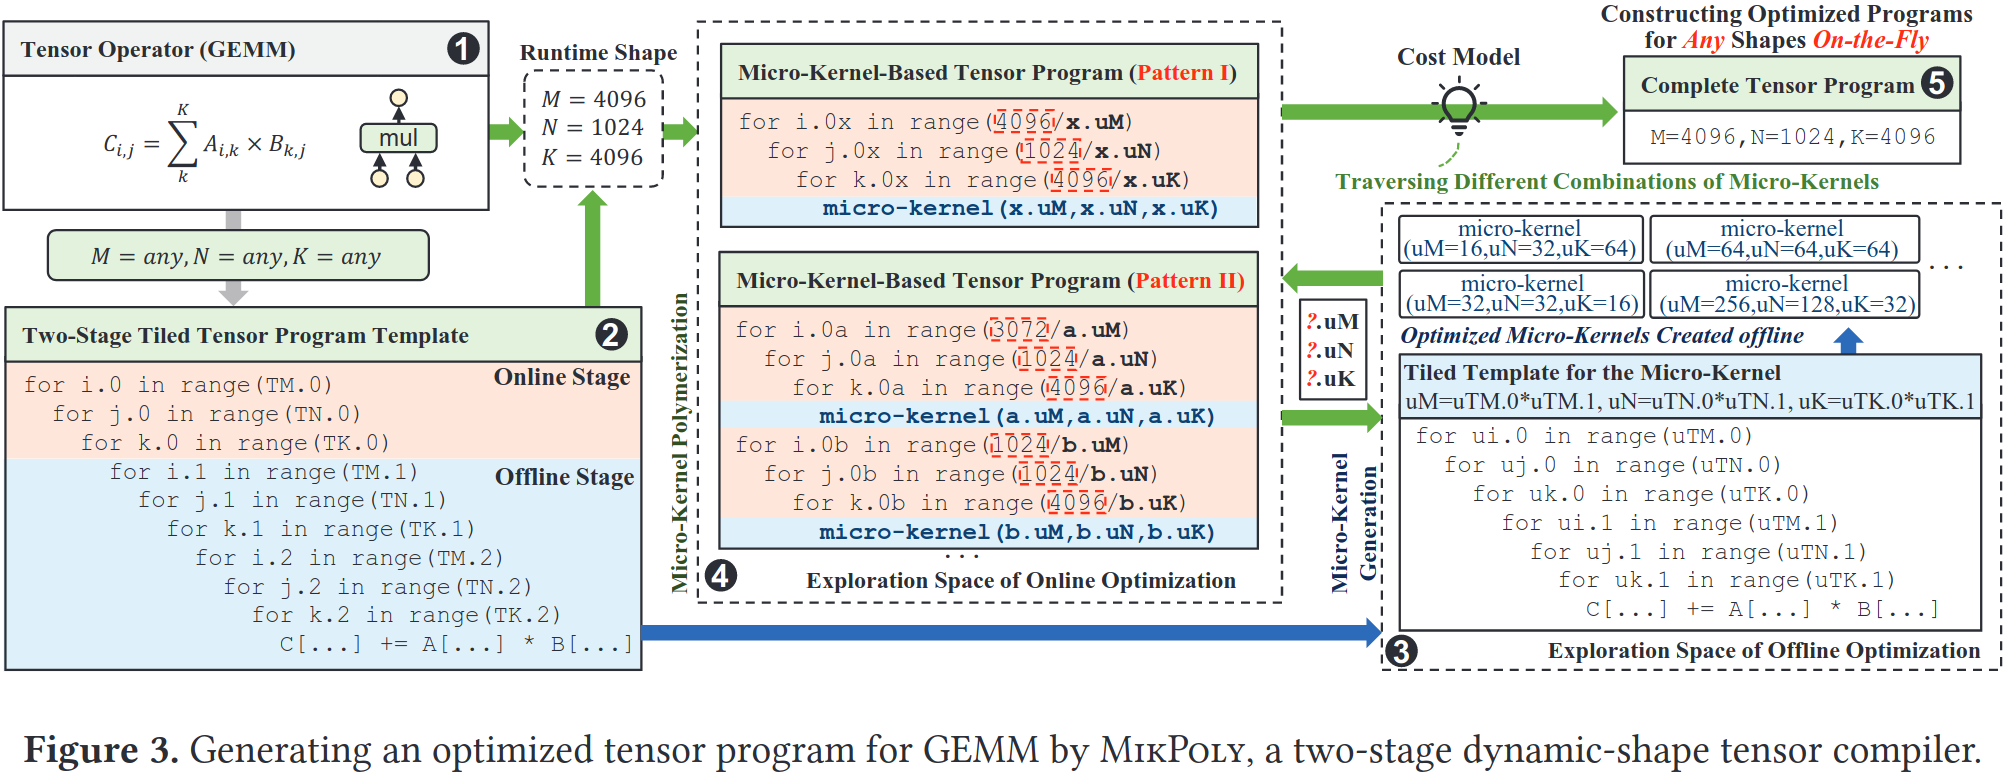 Tensor Operator (GEMM) 1
C_{i,j} = \sum_{k}^{K} A_{i,k} × B_{k,j}
mul
M = any, N = any, K = any
Two-Stage Tiled Tensor Program Template 2
Online Stage
for i.0 in range(TM.0)
for j.0 in range(TN.0)
for k.0 in range(TK.0)
Offline Stage
for i.1 in range(TM.1)
for j.1 in range(TN.1)
for k.1 in range(TK.1)
for i.2 in range(TM.2)
for j.2 in range(TN.2)
for k.2 in range(TK.2)
C[...] += A[...] * B[...]
Runtime Shape
M = 4096
N = 1024
K = 4096
Micro-Kernel Polymerization
Micro-Kernel-Based Tensor Program (Pattern I)
for i.0x in range(4096/x.uM)
for j.0x in range(1024/x.uN)
for k.0x in range(4096/x.uK)
micro-kernel(x.uM,x.uN,x.uK)
Micro-Kernel-Based Tensor Program (Pattern II)
for i.0a in range(3072/a.uM)
for j.0a in range(1024/a.uN)
for k.0a in range(4096/a.uK)
micro-kernel(a.uM,a.uN,a.uK)
for i.0b in range(1024/b.uM)
for j.0b in range(1024/b.uN)
for k.0b in range(4096/b.uK)
micro-kernel(b.uM,b.uN,b.uK)
...
4 Exploration Space of Online Optimization
Cost Model
Traversing Different Combinations of Micro-Kernels
Constructing Optimized Programs
for Any Shapes On-the-Fly
Complete Tensor Program 5
M=4096,N=1024,K=4096
?.uM
?.uN
?.uK
Micro-Kernel
Generation
micro-kernel
(uM=16,uN=32,uK=64)
micro-kernel
(uM=64,uN=64,uK=64)
micro-kernel
(uM=32,uN=32,uK=16)
micro-kernel
(uM=256,uN=128,uK=32)
...
Optimized Micro-Kernels Created offline
Tiled Template for the Micro-Kernel
uM=uTM.0*uTM.1, uN=uTN.0*uTN.1, uK=uTK.0*uTK.1
for ui.0 in range(uTM.0)
for uj.0 in range(uTN.0)
for uk.0 in range(uTK.0)
for ui.1 in range(uTM.1)
for uj.1 in range(uTN.1)
for uk.1 in range(uTK.1)
C[...] += A[...] * B[...]
3 Exploration Space of Offline Optimization
Figure 3. Generating an optimized tensor program for GEMM by MikPoly, a two-stage dynamic-shape tensor compiler.